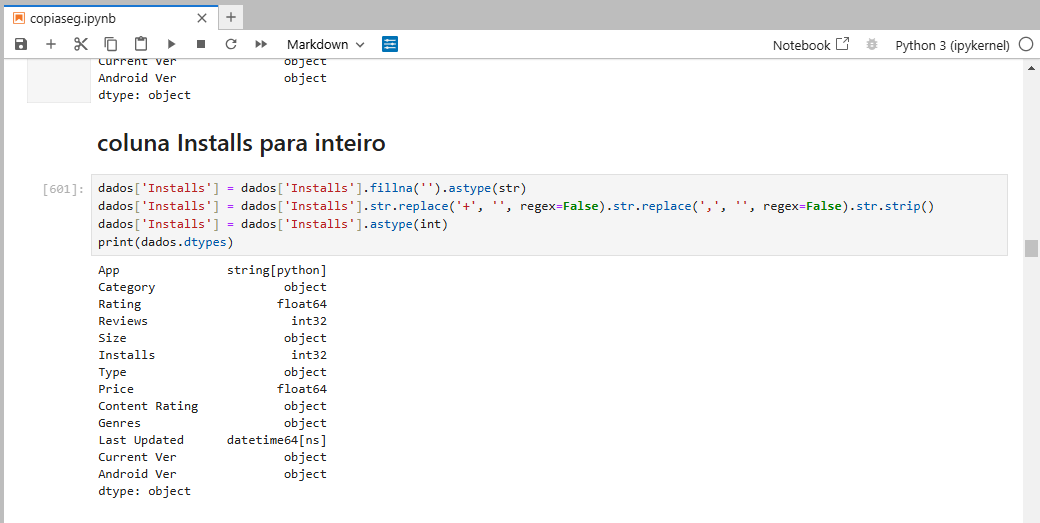 copiaseg.ipynb
Markdown
Notebook
Python 3 (ipykernel)
Current Ver object
Android Ver object
dtype: object
coluna Installs para inteiro
[601]:
dados['Installs'] = dados['Installs'].fillna('').astype(str)
dados['Installs'] = dados['Installs'].str.replace('+', '', regex=False).str.replace(',', '', regex=False).str.strip()
dados['Installs'] = dados['Installs'].astype(int)
print(dados.dtypes)
App string[python]
Category object
Rating float64
Reviews int32
Size object
Installs int32
Type object
Price float64
Content Rating object
Genres object
Last Updated datetime64[ns]
Current Ver object
Android Ver object
dtype: object